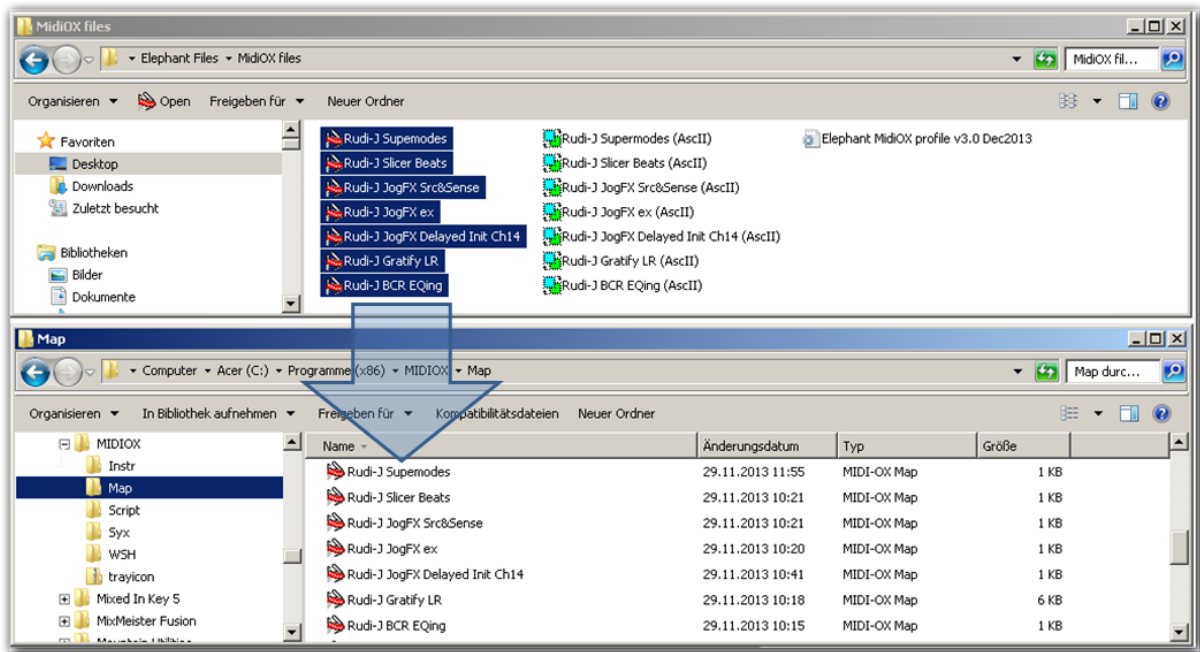 MidiOX files
Elephant Files MidiOX files
MidiOX fil...
Organisieren Open Freigeben für Neuer Ordner
Favoriten
Desktop
Downloads
Zuletzt besucht
Bibliotheken
Bilder
Dokumente
Rudi-J Supemodes
Rudi-J Slicer Beats
Rudi-J JogFX Src&Sense
Rudi-J JogFX ex
Rudi-J JogFX Delayed Init Ch14
Rudi-J Gratify LR
Rudi-J BCR EQing
Rudi-J Supermodes (AscII)
Rudi-J Slicer Beats (AscII)
Rudi-J JogFX Src&Sense (AscII)
Rudi-J JogFX ex (AscII)
Rudi-J JogFX Delayed Init Ch14 (AscII)
Rudi-J Gratify LR (AscII)
Rudi-J BCR EQing (AscII)
Elephant MidiOX profile v3.0 Dec2013
Map
Computer Acer (C:) Programme (x86) MIDIOX Map
Map durc...
Organisieren In Bibliothek aufnehmen Freigeben für Kompatibilitätsdateien Neuer Ordner
MIDIOX
Instr
Map
Script
Syx
WSH
trayicon
Mixed In Key 5
MixMeister Fusion
Name Änderungsdatum Typ Größe
Rudi-J Supemodes 29.11.2013 11:55 MIDI-OX Map 1 KB
Rudi-J Slicer Beats 29.11.2013 10:21 MIDI-OX Map 1 KB
Rudi-J JogFX Src&Sense 29.11.2013 10:21 MIDI-OX Map 1 KB
Rudi-J JogFX ex 29.11.2013 10:20 MIDI-OX Map 1 KB
Rudi-J JogFX Delayed Init Ch14 29.11.2013 10:41 MIDI-OX Map 1 KB
Rudi-J Gratify LR 29.11.2013 10:18 MIDI-OX Map 6 KB
Rudi-J BCR EQing 29.11.2013 10:15 MIDI-OX Map 1 KB